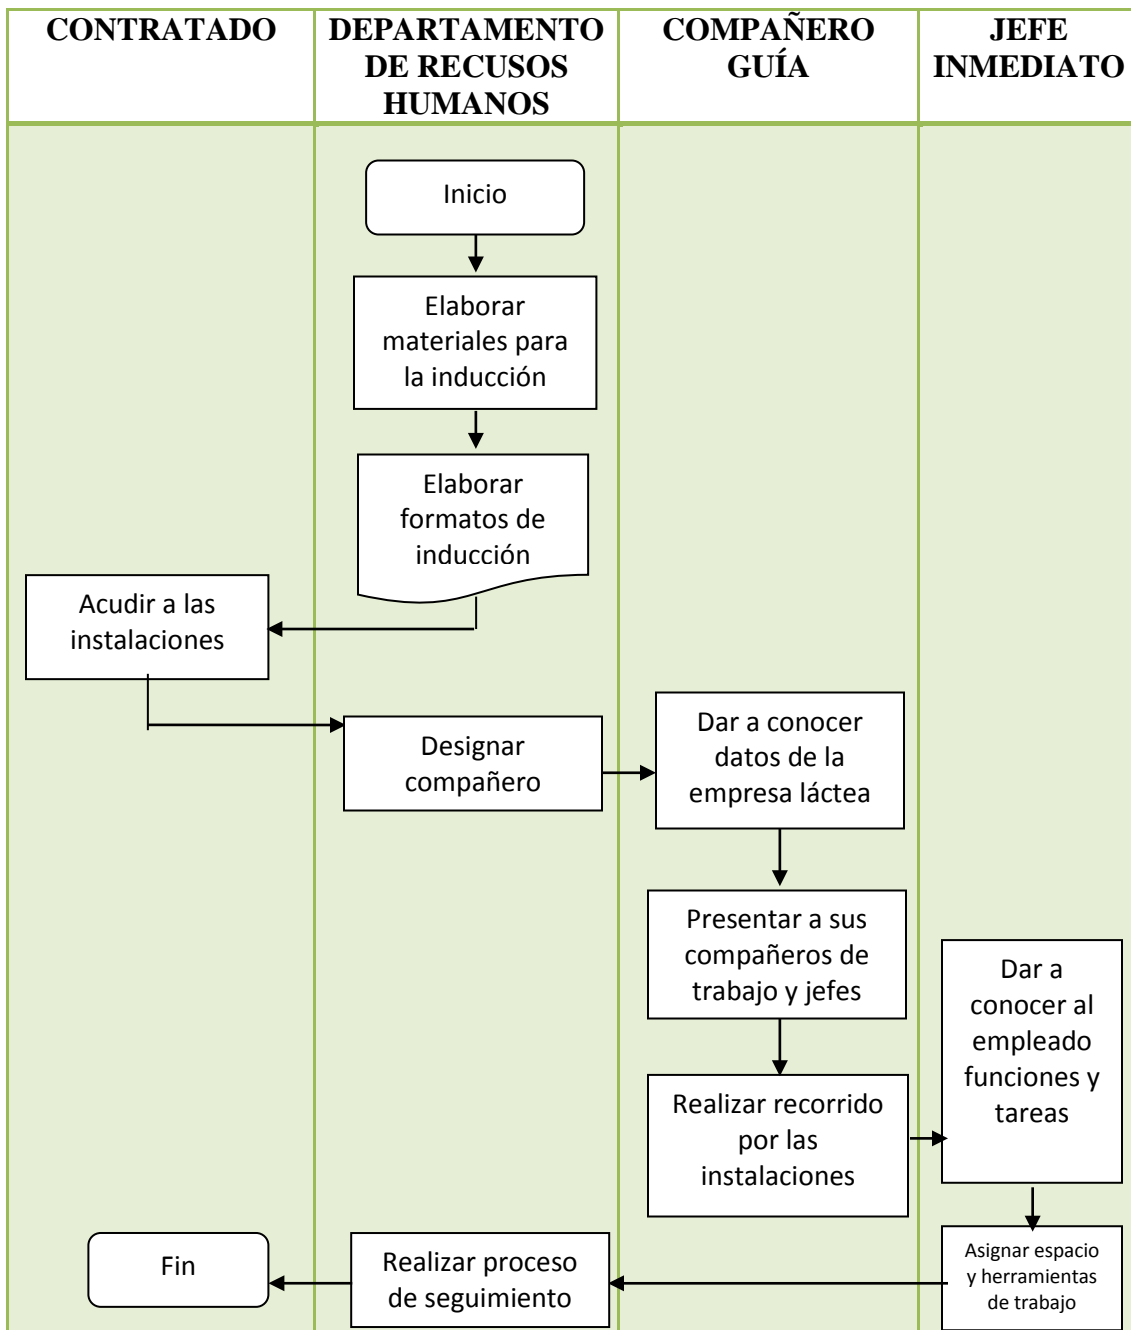 CONTRATADO
DEPARTAMENTO
DE RECUSOS
HUMANOS
COMPAÑERO
GUÍA
JEFE
INMEDIATO
Inicio
Elaborar
materiales para
la inducción
Elaborar
formatos de
inducción
Acudir a las
instalaciones
Designar
compañero
Dar a conocer
datos de la
empresa láctea
Presentar a sus
compañeros de
trabajo y jefes
Realizar recorrido
por las
instalaciones
Dar a
conocer al
empleado
funciones y
tareas
Asignar espacio
y herramientas
de trabajo
Realizar proceso
de seguimiento
Fin